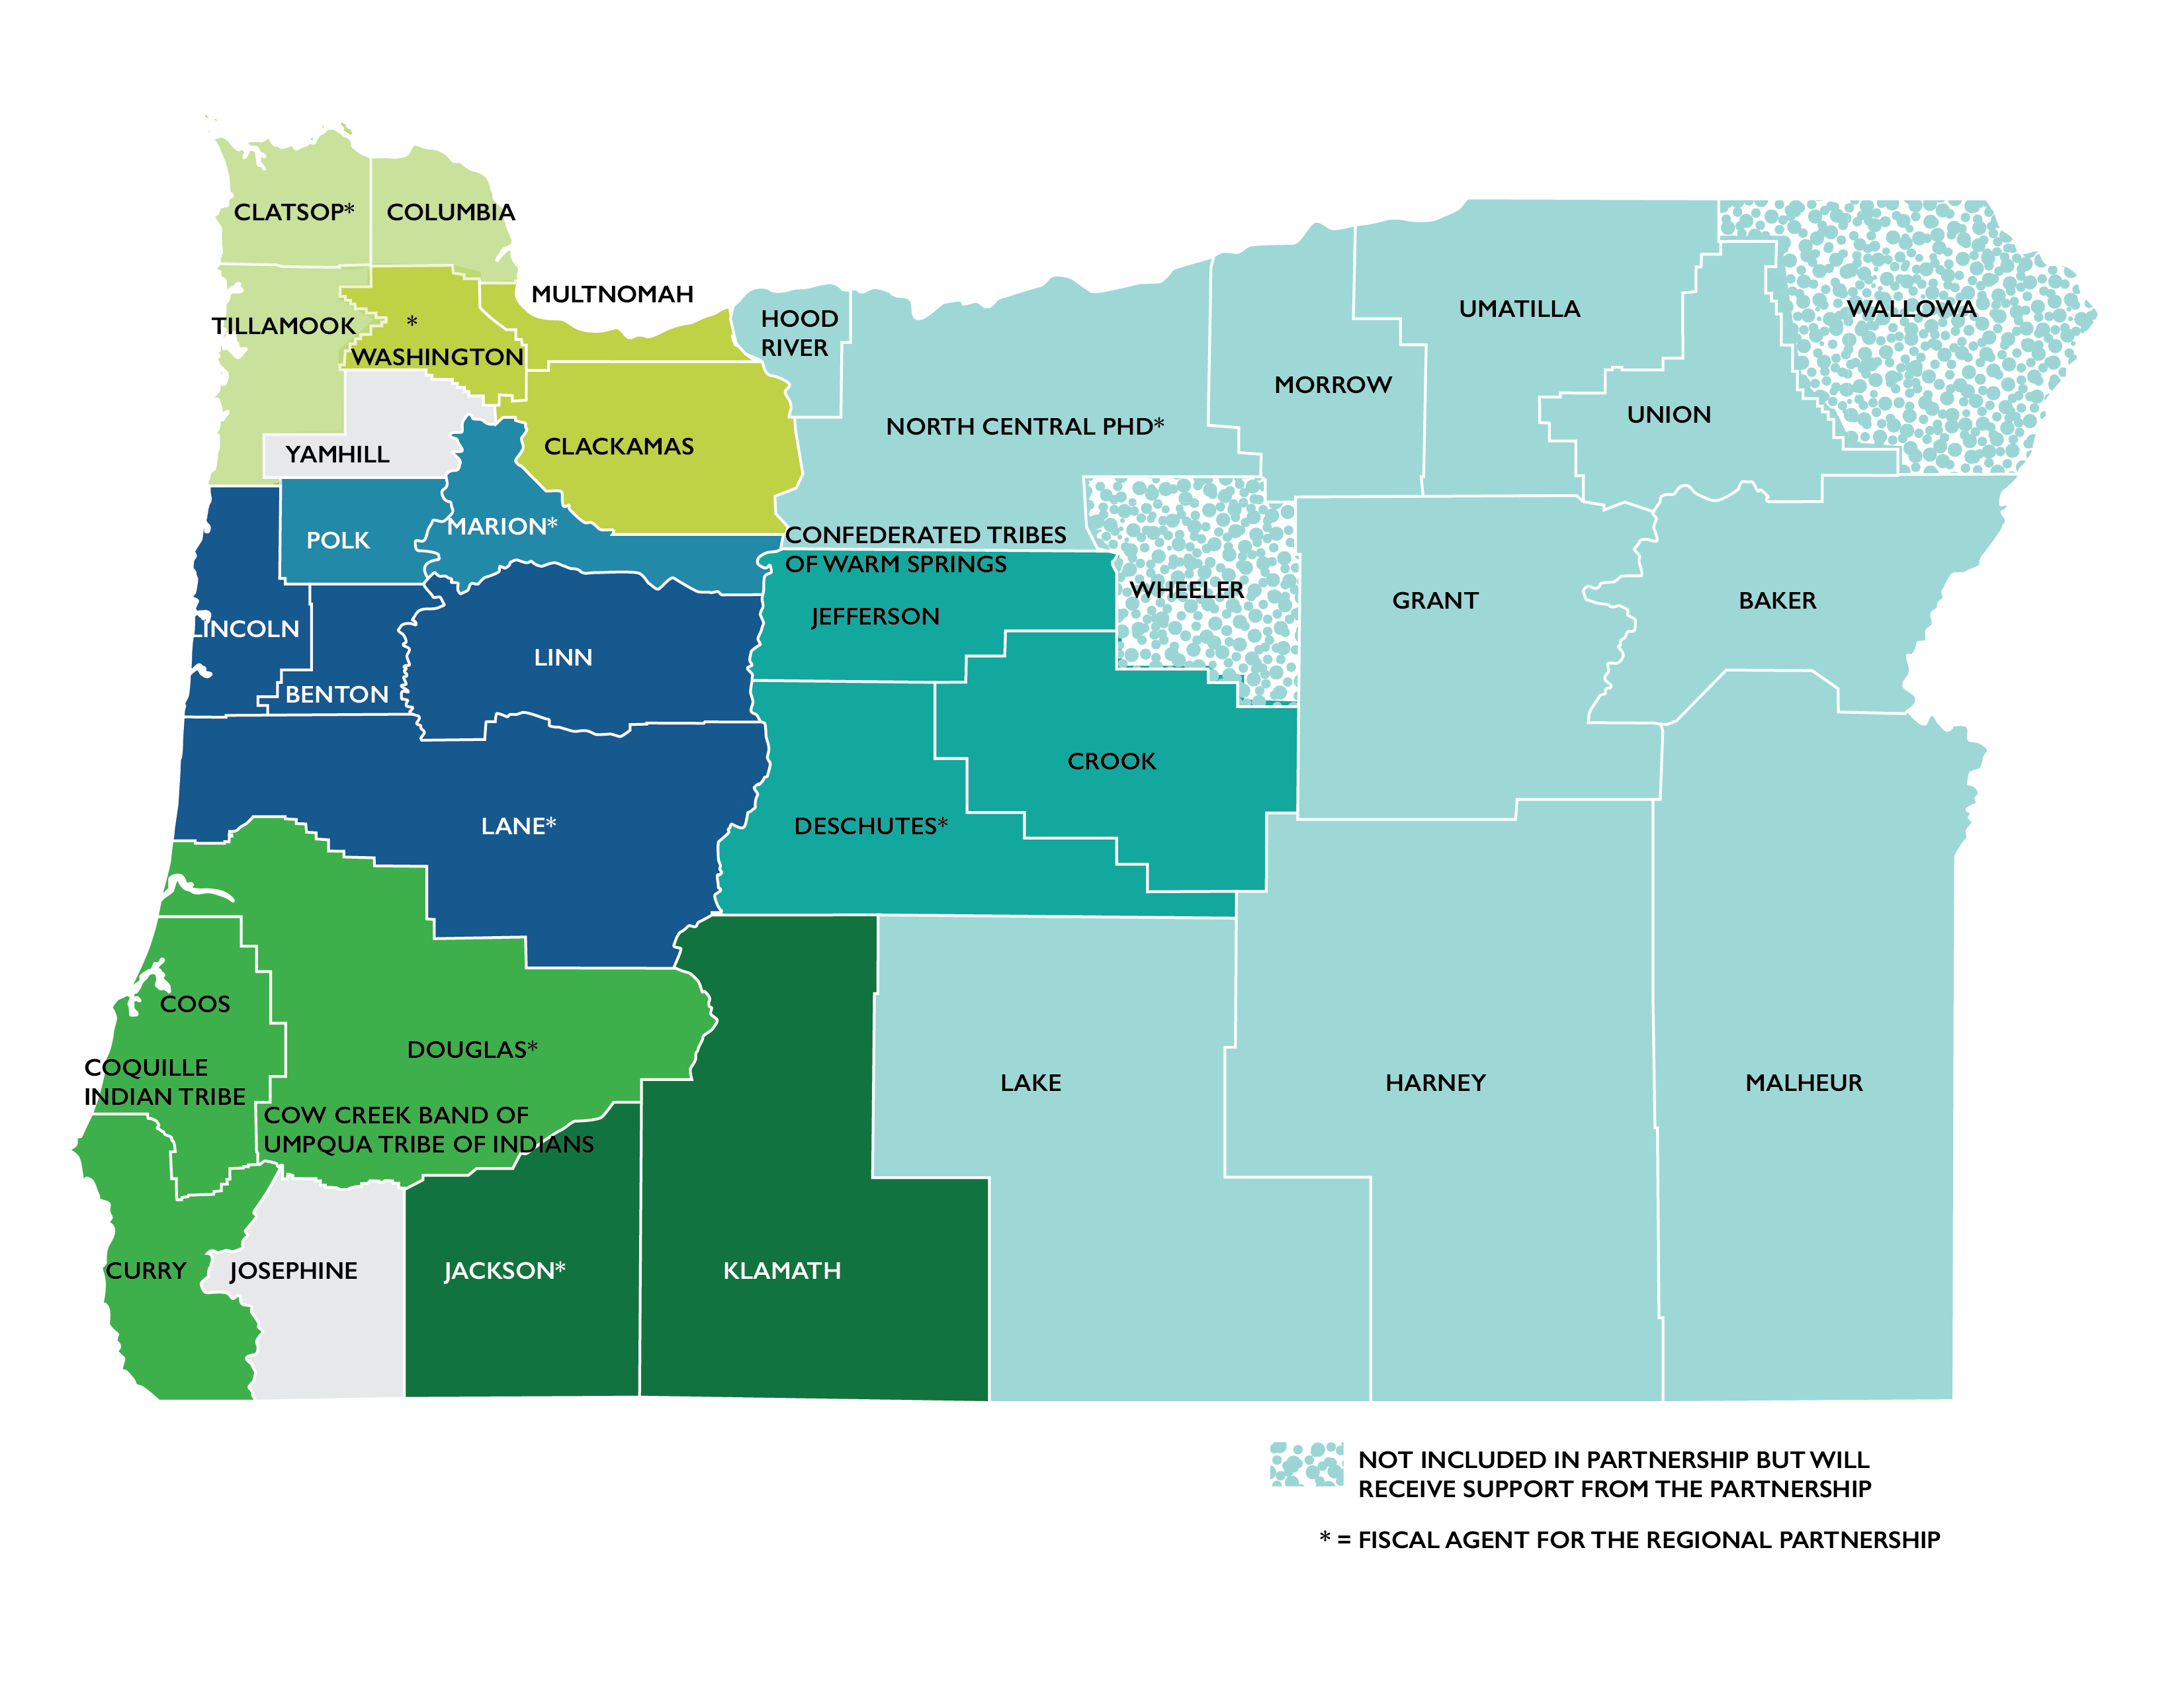 CLATSOP*
COLUMBIA
MULTNOMAH
TILLAMOOK
*
WASHINGTON
HOOD
RIVER
UMATILLA
WALLOWA
MORROW
UNION
NORTH CENTRAL PHD*
YAMHILL
CLACKAMAS
POLK
MARION*
CONFEDERATED TRIBES
OF WARM SPRINGS
WHEELER
GRANT
BAKER
JEFFERSON
LINCOLN
LINN
BENTON
CROOK
LANE*
DESCHUTES*
COOS
DOUGLAS*
COQUILLE
INDIAN TRIBE
LAKE
HARNEY
MALHEUR
COW CREEK BAND OF
UMPQUA TRIBE OF INDIANS
CURRY
JOSEPHINE
JACKSON*
KLAMATH
NOT INCLUDED IN PARTNERSHIP BUT WILL
RECEIVE SUPPORT FROM THE PARTNERSHIP
* = FISCAL AGENT FOR THE REGIONAL PARTNERSHIP